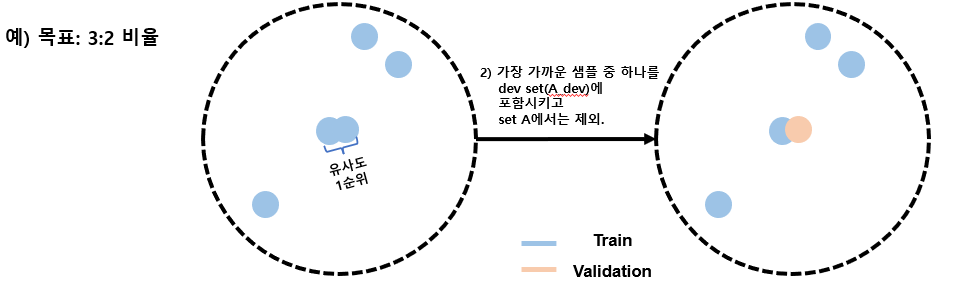 예) 목표: 3:2 비율
2) 가장 가까운 샘플 중 하나를
dev set(A_dev)에
포함시키고
set A에서는 제외.
유사도
1순위
Train
Validation